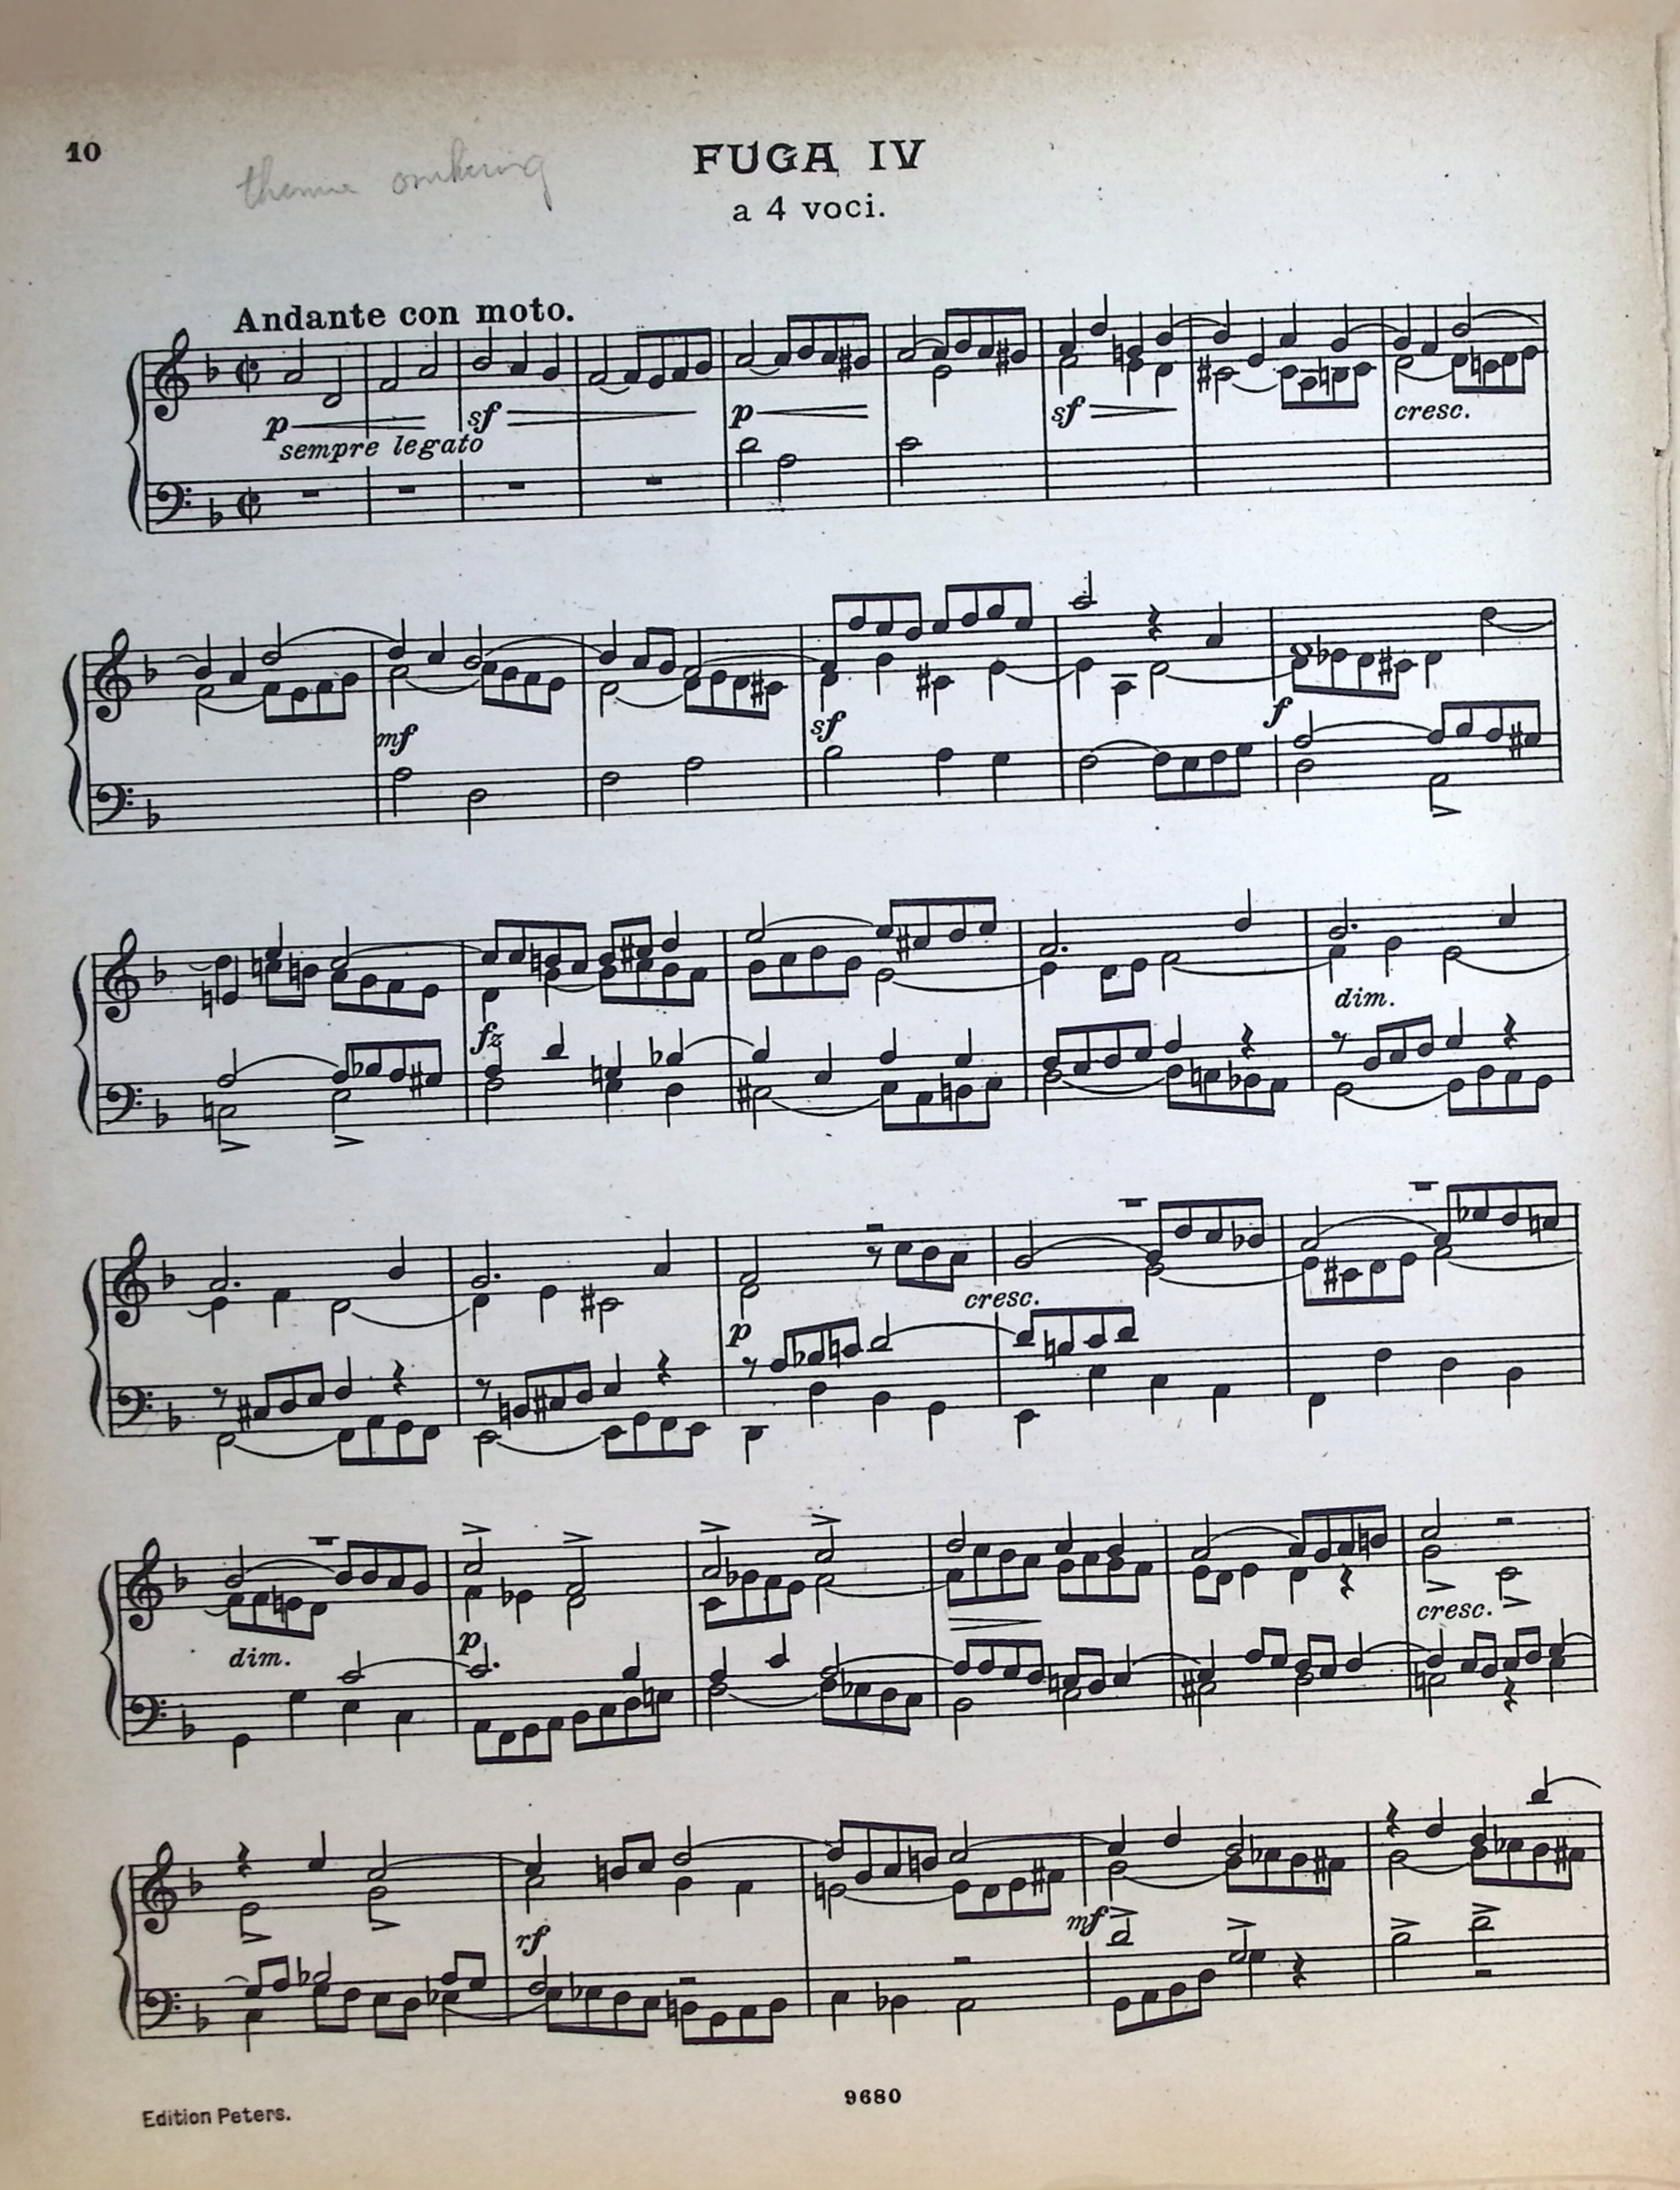 10
thema omkering
FUGA IV
a 4 voci.
Andante con moto.
p sf p sf cresc.
sempre legato
mf sf f
fz dim.
p cresc.
dim. p cresc.
rf mf
9680
Edition Peters.